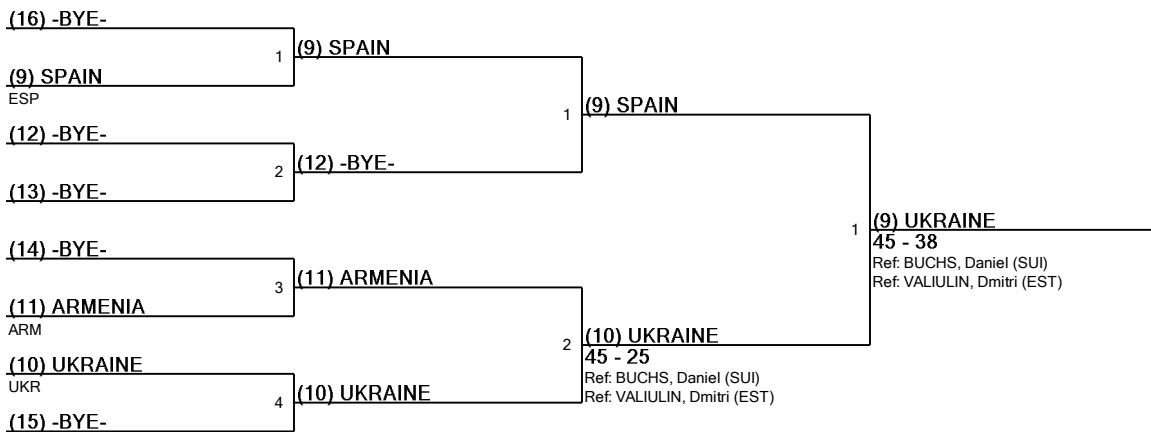 (16) -BYE-
1
(9) SPAIN
(9) SPAIN
ESP
1
(9) SPAIN
(12) -BYE-
2
(12) -BYE-
(13) -BYE-
1
(9) UKRAINE
45 - 38
Ref: BUCHS, Daniel (SUI)
Ref: VALIULIN, Dmitri (EST)
(14) -BYE-
3
(11) ARMENIA
(11) ARMENIA
ARM
2
(10) UKRAINE
45 - 25
Ref: BUCHS, Daniel (SUI)
Ref: VALIULIN, Dmitri (EST)
(10) UKRAINE
UKR
4
(10) UKRAINE
(15) -BYE-